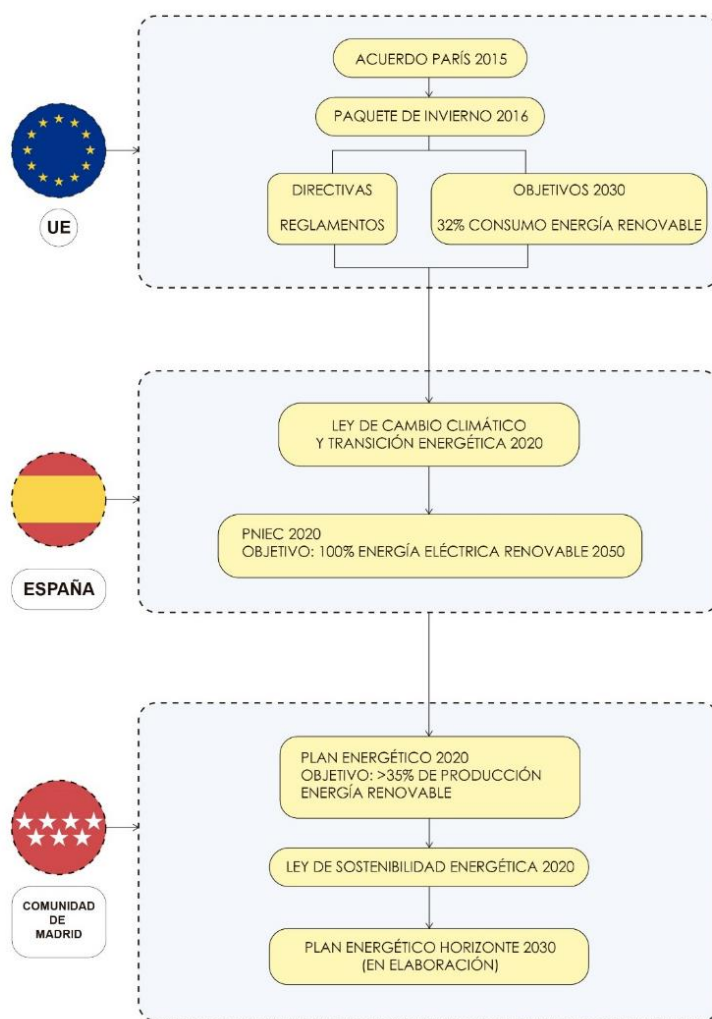 ACUERDO PARÍS 2015
PAQUETE DE INVIERNO 2016
DIRECTIVAS
REGLAMENTOS
OBJETIVOS 2030
32% CONSUMO ENERGÍA RENOVABLE
UE
LEY DE CAMBIO CLIMÁTICO
Y TRANSICIÓN ENERGÉTICA 2020
PNIEC 2020
OBJETIVO: 100% ENERGÍA ELÉCTRICA RENOVABLE 2050
ESPAÑA
PLAN ENERGÉTICO 2020
OBJETIVO: >35% DE PRODUCCIÓN
ENERGÍA RENOVABLE
LEY DE SOSTENIBILIDAD ENERGÉTICA 2020
COMUNIDAD
DE
MADRID
PLAN ENERGÉTICO HORIZONTE 2030
(EN ELABORACIÓN)